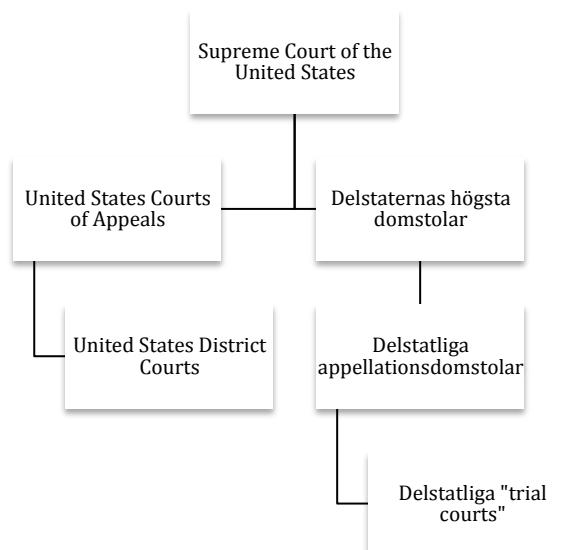 Supreme Court of the
United States
United States Courts
of Appeals
Delstaternas högsta
domstolar
United States District
Courts
Delstatliga
appellationsdomstolar
Delstatliga "trial
courts"